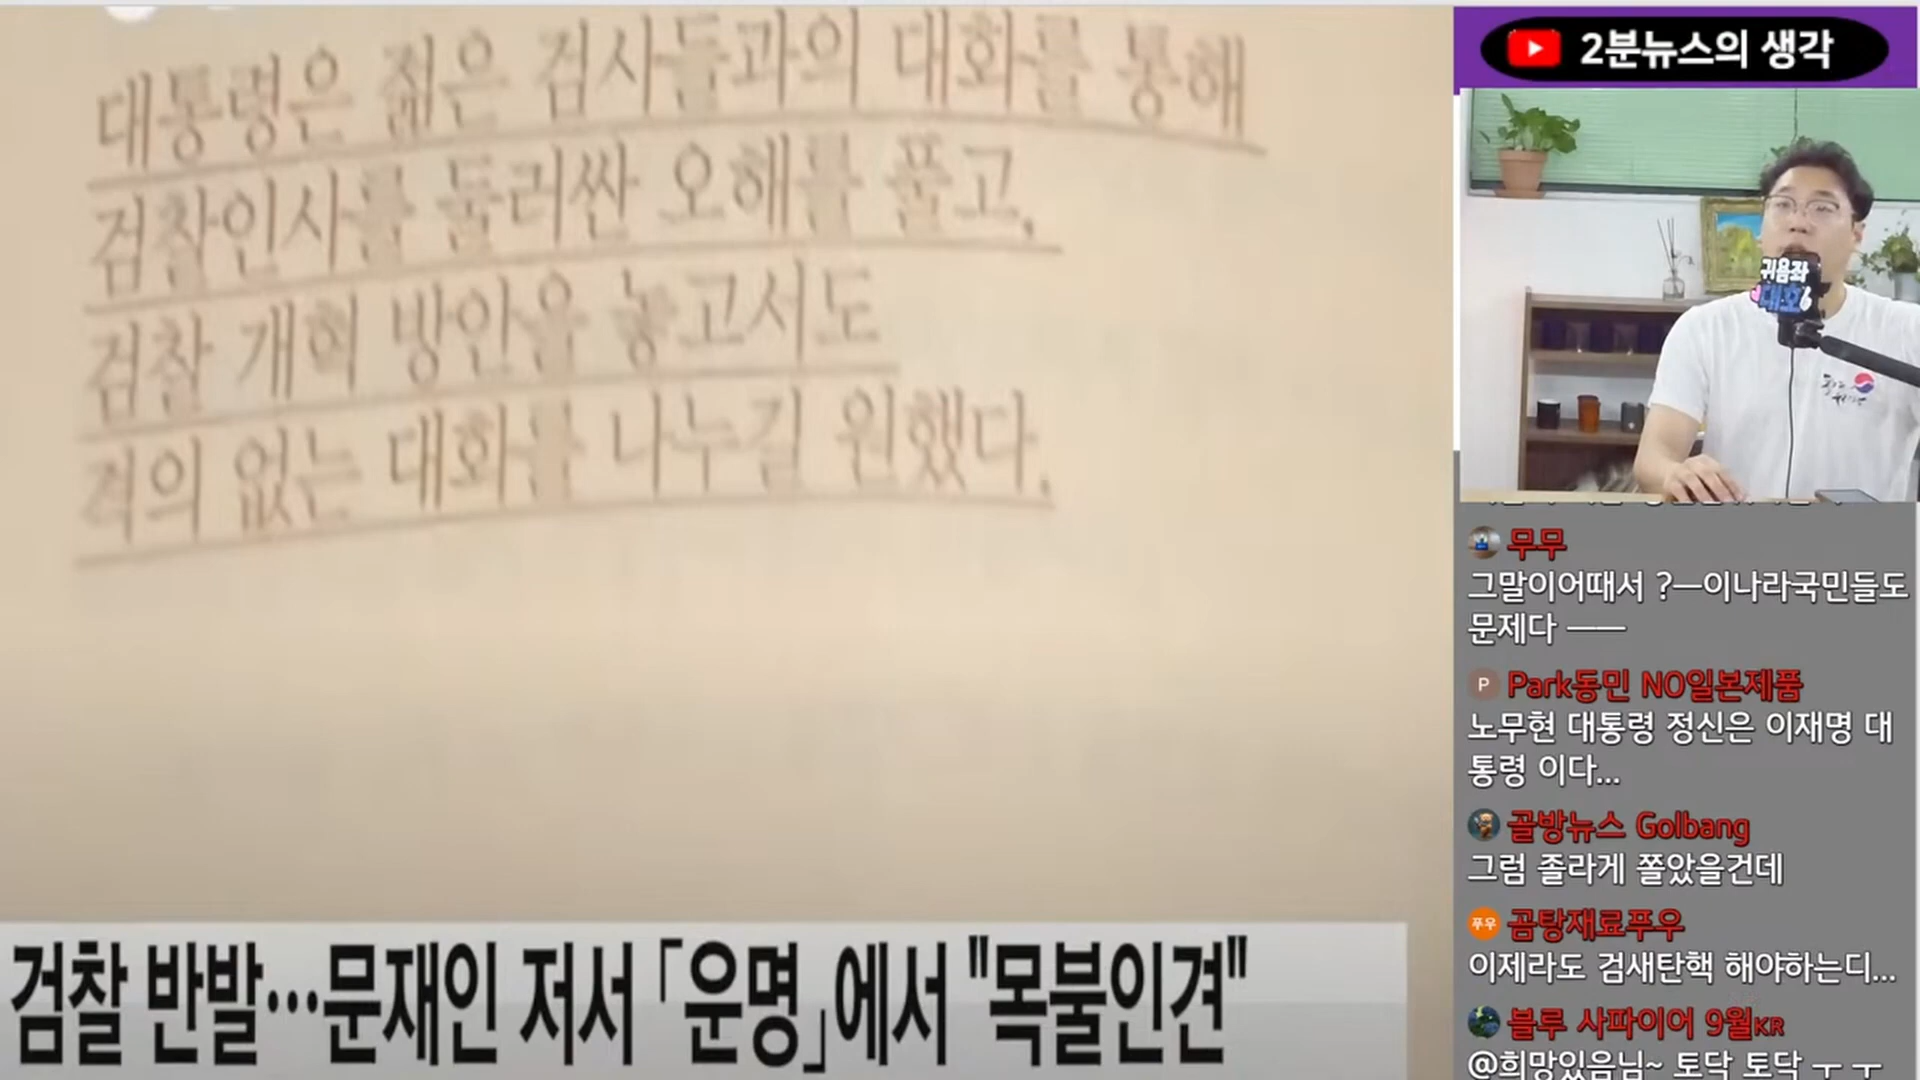 대통령은 젊은 검사들과의 대화를 통해
검찰인사를 둘러싼 오해를 풀고,
검찰 개혁 방안을 놓고서도
격의 없는 대화를 나누길 원했다.
검찰 반발…문재인 저서 「운명」에서 "목불인견"
2분뉴스의 생각
귀욤좌
대호
무무
그말이어때서 ?ㅡ이나라국민들도
문제다 ㅡㅡ
P Park동민 NO일본제품
노무현 대통령 정신은 이재명 대
통령 이다...
골방뉴스 Golbang
그럼 졸라게 쫄았을건데
푸우 곰탕재료푸우
이제라도 검새탄핵 해야하는디...
블루 사파이어 9월KR
@희망있음님~ 토닥 토닥 ㅜ ㅜ